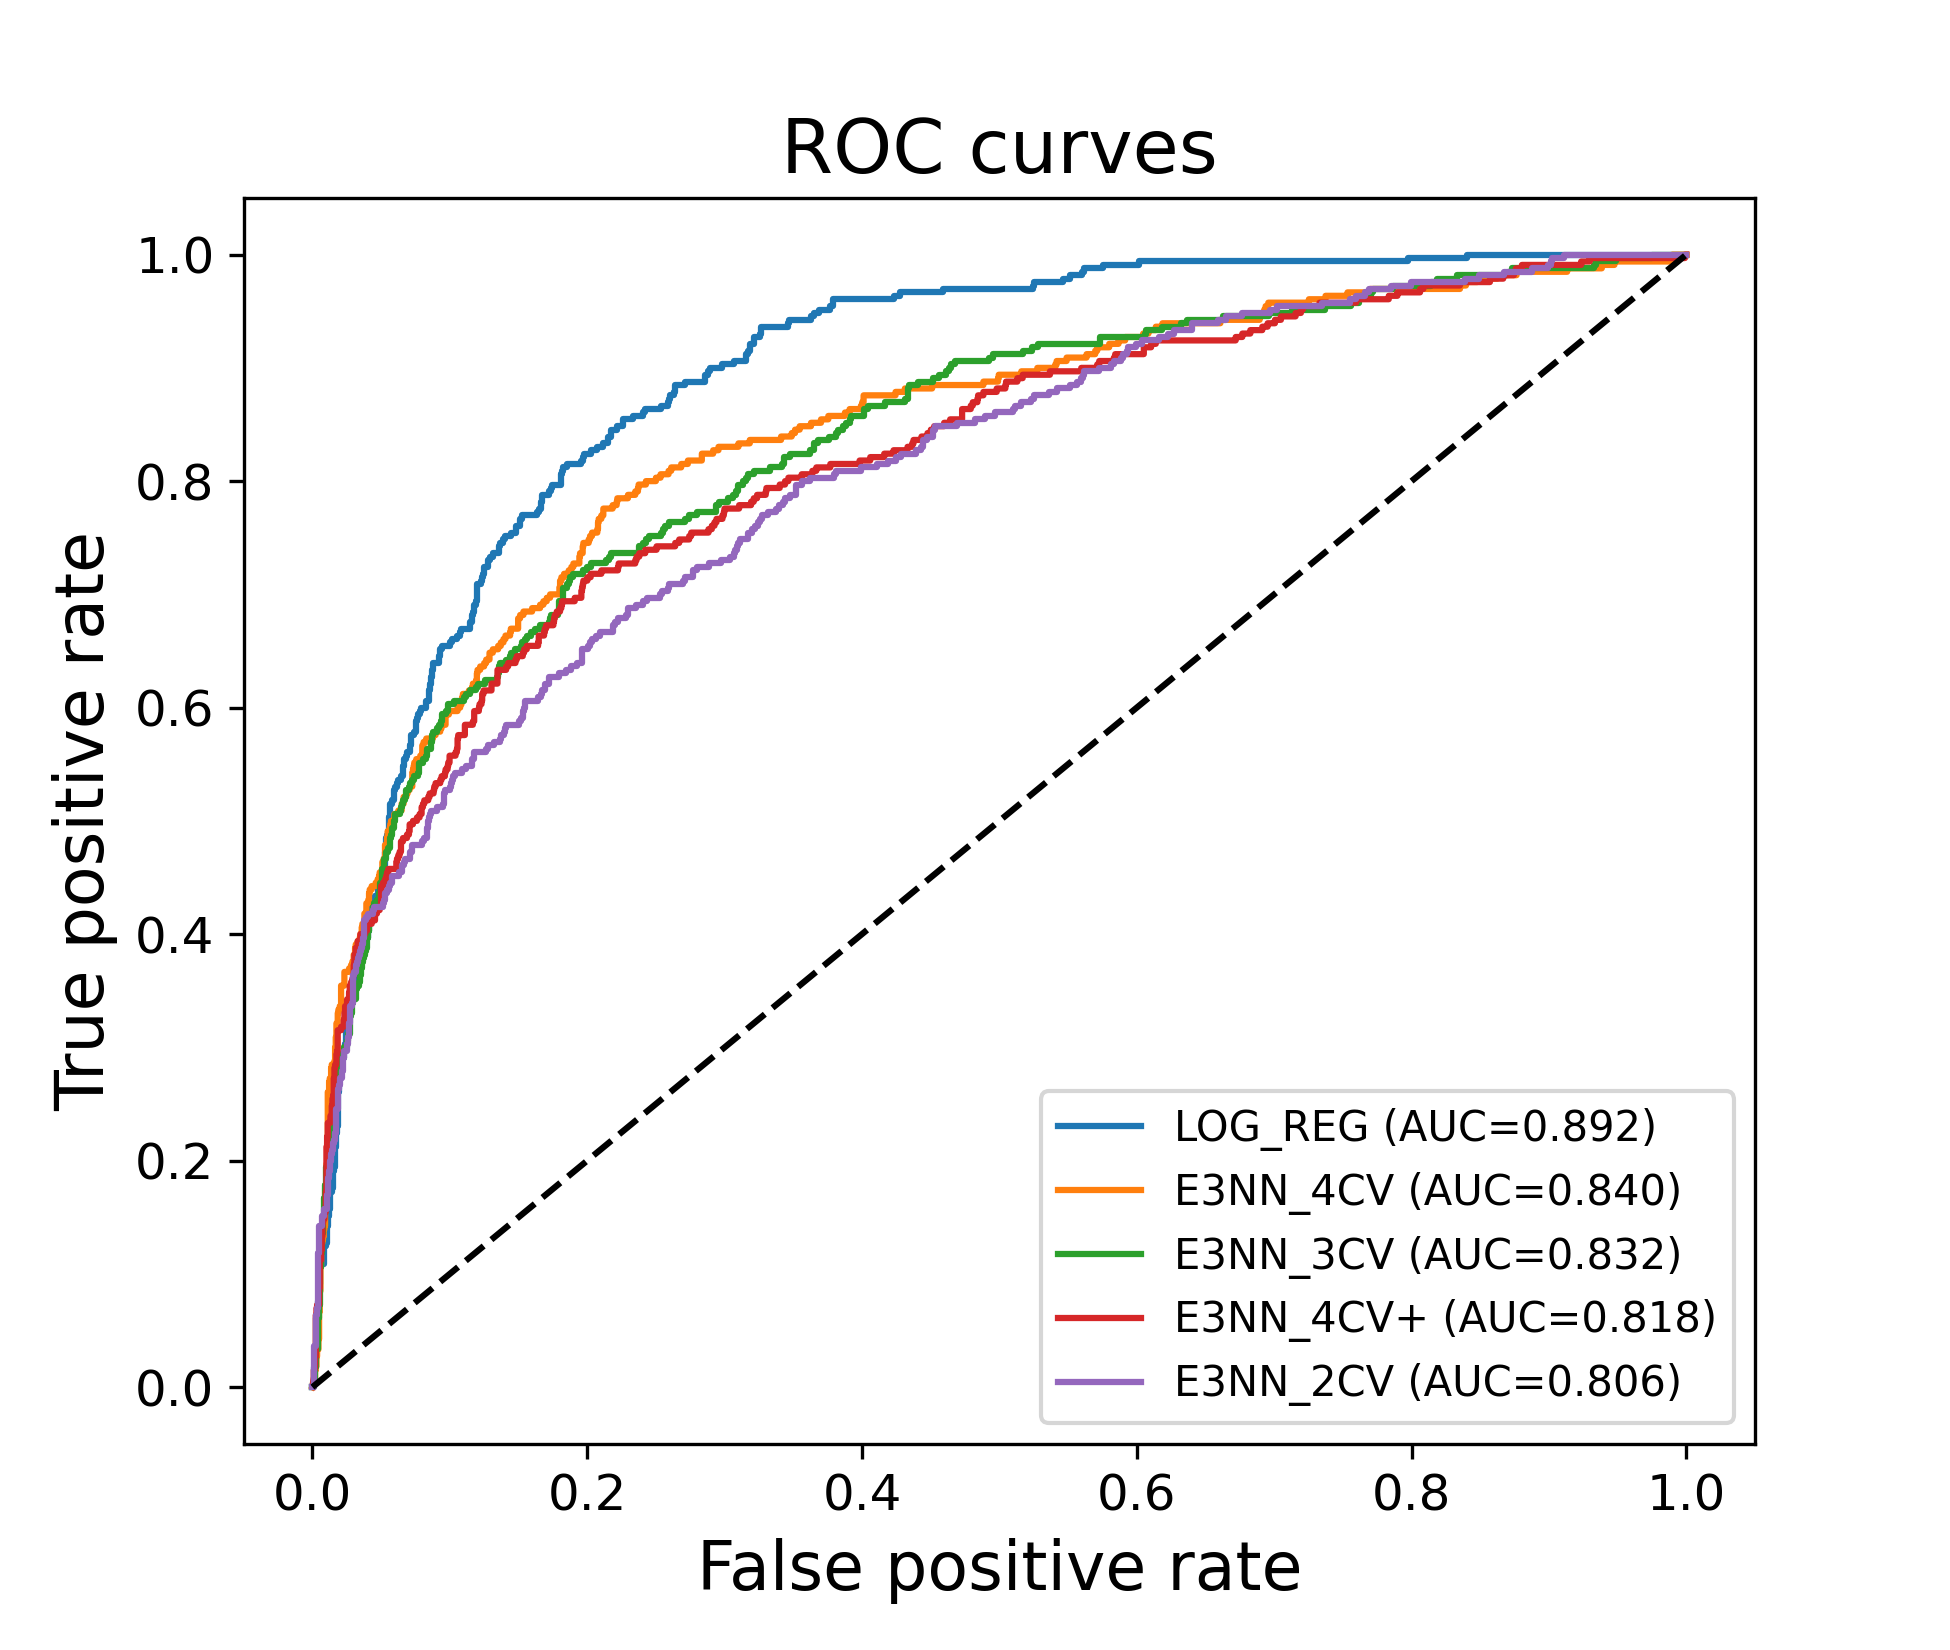 ROC curves
True positive rate
1.0
0.8
0.6
0.4
0.2
0.0
LOG_REG (AUC=0.892)
E3NN_4CV (AUC=0.840)
E3NN_3CV (AUC=0.832)
E3NN_4CV+ (AUC=0.818)
E3NN_2CV (AUC=0.806)
0.0 0.2 0.4 0.6 0.8 1.0
False positive rate